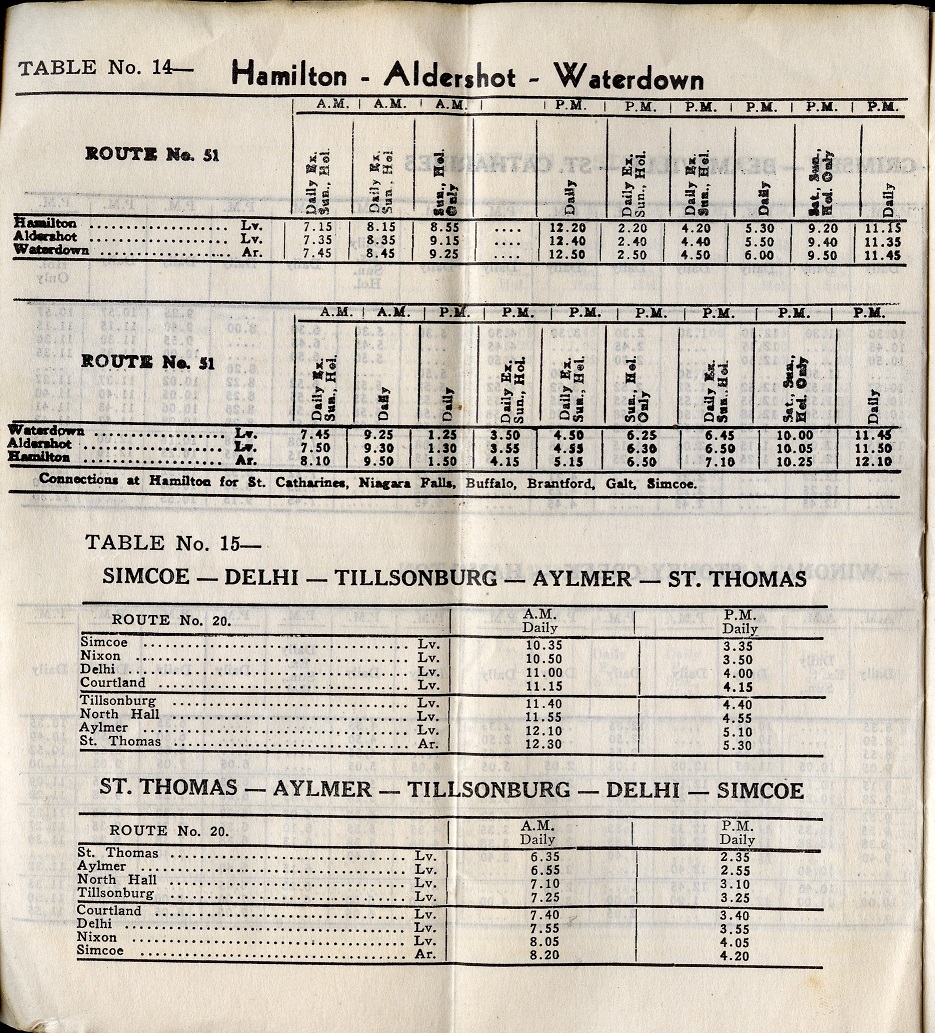 TABLE No. 14— Hamilton - Aldershot - Waterdown
A.M. A.M. A.M. P.M. P.M. P.M. P.M. P.M. P.M.
ROUTE No. 51 Daily Ex. Sun., Hol. Daily Ex. Sun., Hol Sun., Hol. Only Daily Daily Ex. Sun., Hol. Daily Ex. Sun., Hol. Daily Sat., Sun., Hol. Only Daily
Hamilton .......................... Lv. 7.15 8.15 8.55 .... 12.20 2.20 4.20 5.30 9.20 11.15
Aldershot .......................... Lv. 7.35 8.35 9.15 .... 12.40 2.40 4.40 5.50 9.40 11.35
Waterdown ........................ Ar. 7.45 8.45 9.25 .... 12.50 2.50 4.50 6.00 9.50 11.45
A.M. A.M. P.M. P.M. P.M. P.M. P.M. P.M. P.M.
ROUTE No. 51 Daily Ex. Sun., Hol. Daily Daily Daily Ex. Sun., Hol. Daily Ex. Sun., Hol Sun., Hol. Only Daily Ex. Sun., Hol. Sat., Sun., Hol. Only Daily
Waterdown ........................ Lv. 7.45 9.25 1.25 3.50 4.50 6.25 6.45 10.00 11.45
Aldershot .......................... Lv. 7.50 9.30 1.30 3.55 4.55 6.30 6.50 10.05 11.50
Hamilton .......................... Ar. 8.10 9.50 1.50 4.15 5.15 6.50 7.10 10.25 12.10
Connections at Hamilton for St. Catharines, Niagara Falls, Buffalo, Brantford, Galt, Simcoe.
TABLE No. 15—
SIMCOE — DELHI — TILLSONBURG — AYLMER — ST. THOMAS
ROUTE No. 20. A.M. Daily P.M. Daily
Simcoe .................................... Lv. 10.35 3.35
Nixon .................................... Lv. 10.50 3.50
Delhi .................................... Lv. 11.00 4.00
Courtland .................................... Lv. 11.15 4.15
Tillsonburg .................................... Lv. 11.40 4.40
North Hall .................................... Lv. 11.55 4.55
Aylmer .................................... Lv. 12.10 5.10
St. Thomas .................................... Ar. 12.30 5.30
ST. THOMAS — AYLMER — TILLSONBURG — DELHI — SIMCOE
ROUTE No. 20. A.M. Daily P.M. Daily
St. Thomas .................................... Lv. 6.35 2.35
Aylmer .................................... Lv. 6.55 2.55
North Hall .................................... Lv. 7.10 3.10
Tillsonburg .................................... Lv. 7.25 3.25
Courtland .................................... Lv. 7.40 3.40
Delhi .................................... Lv. 7.55 3.55
Nixon .................................... Lv. 8.05 4.05
Simcoe .................................... Ar. 8.20 4.20